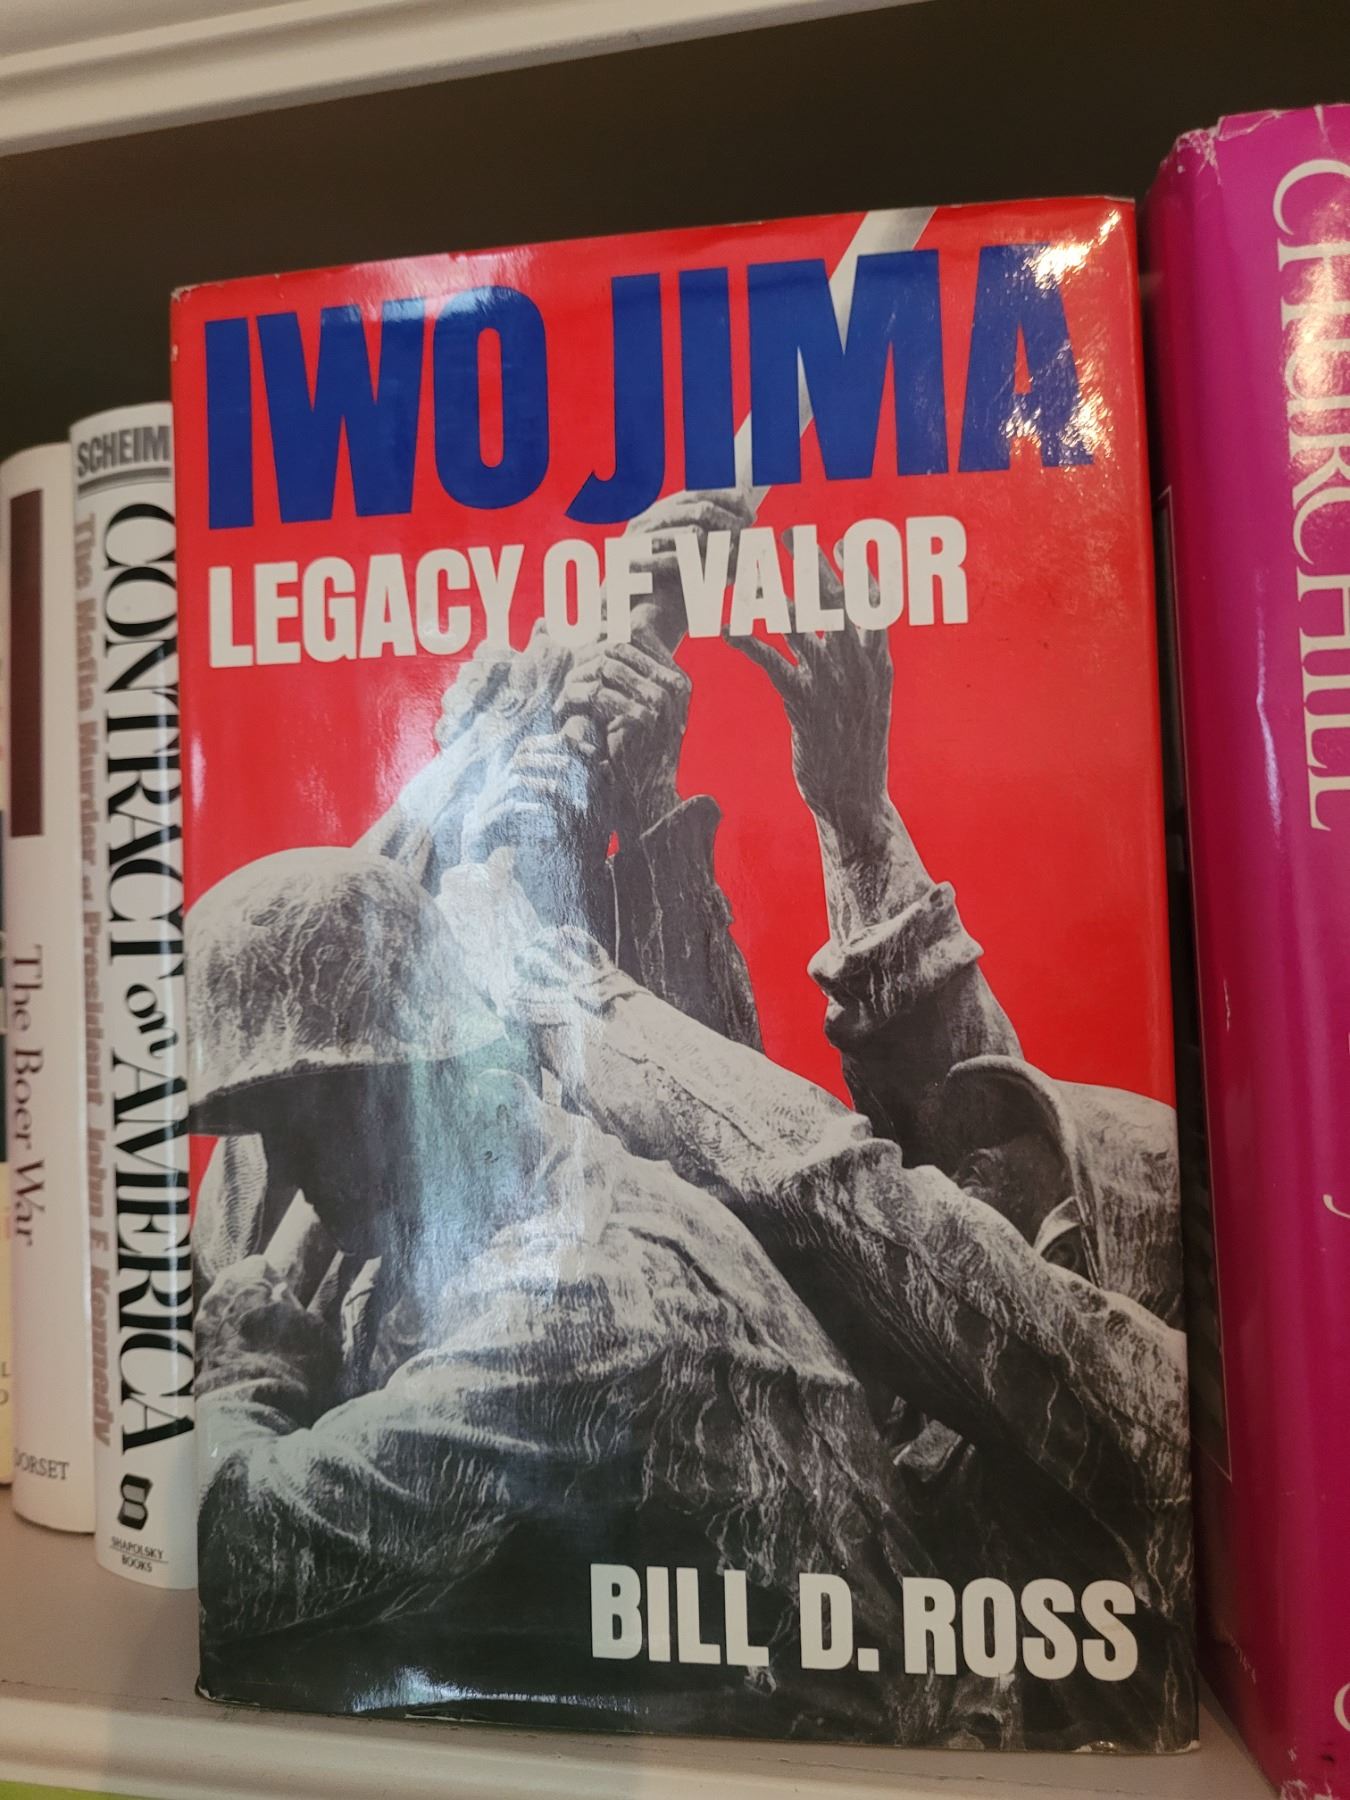 IWO JIMA
LEGACY OF VALOR
BILL D. ROSS
The Boer War
DORSET
SCHEIM
CONTRACT on AMERICA
The Mafia Murder of President John F. Kennedy
S
SHAPOLSKY
BOOKS
CHURCHILL